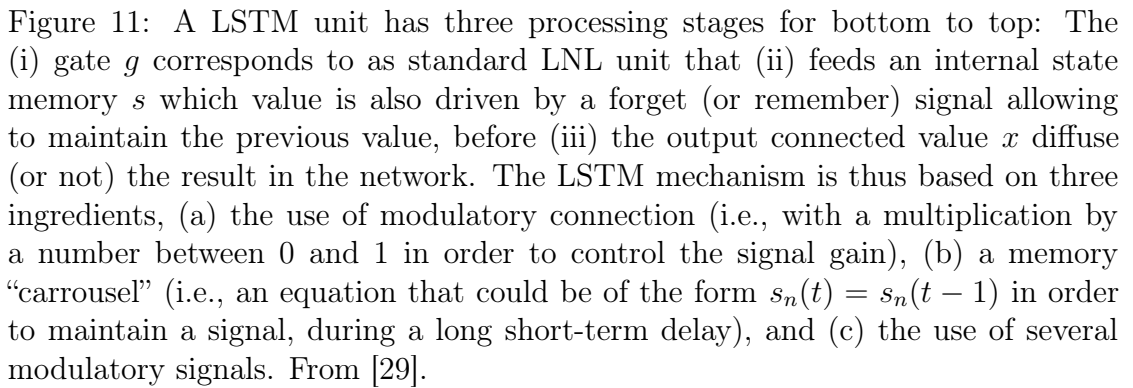 Figure 11: A LSTM unit has three processing stages for bottom to top: The
(i) gate g corresponds to as standard LNL unit that (ii) feeds an internal state
memory s which value is also driven by a forget (or remember) signal allowing
to maintain the previous value, before (iii) the output connected value x diffuse
(or not) the result in the network. The LSTM mechanism is thus based on three
ingredients, (a) the use of modulatory connection (i.e., with a multiplication by
a number between 0 and 1 in order to control the signal gain), (b) a memory
“carrousel” (i.e., an equation that could be of the form sₙ(t) = sₙ(t − 1) in order
to maintain a signal, during a long short-term delay), and (c) the use of several
modulatory signals. From [29].